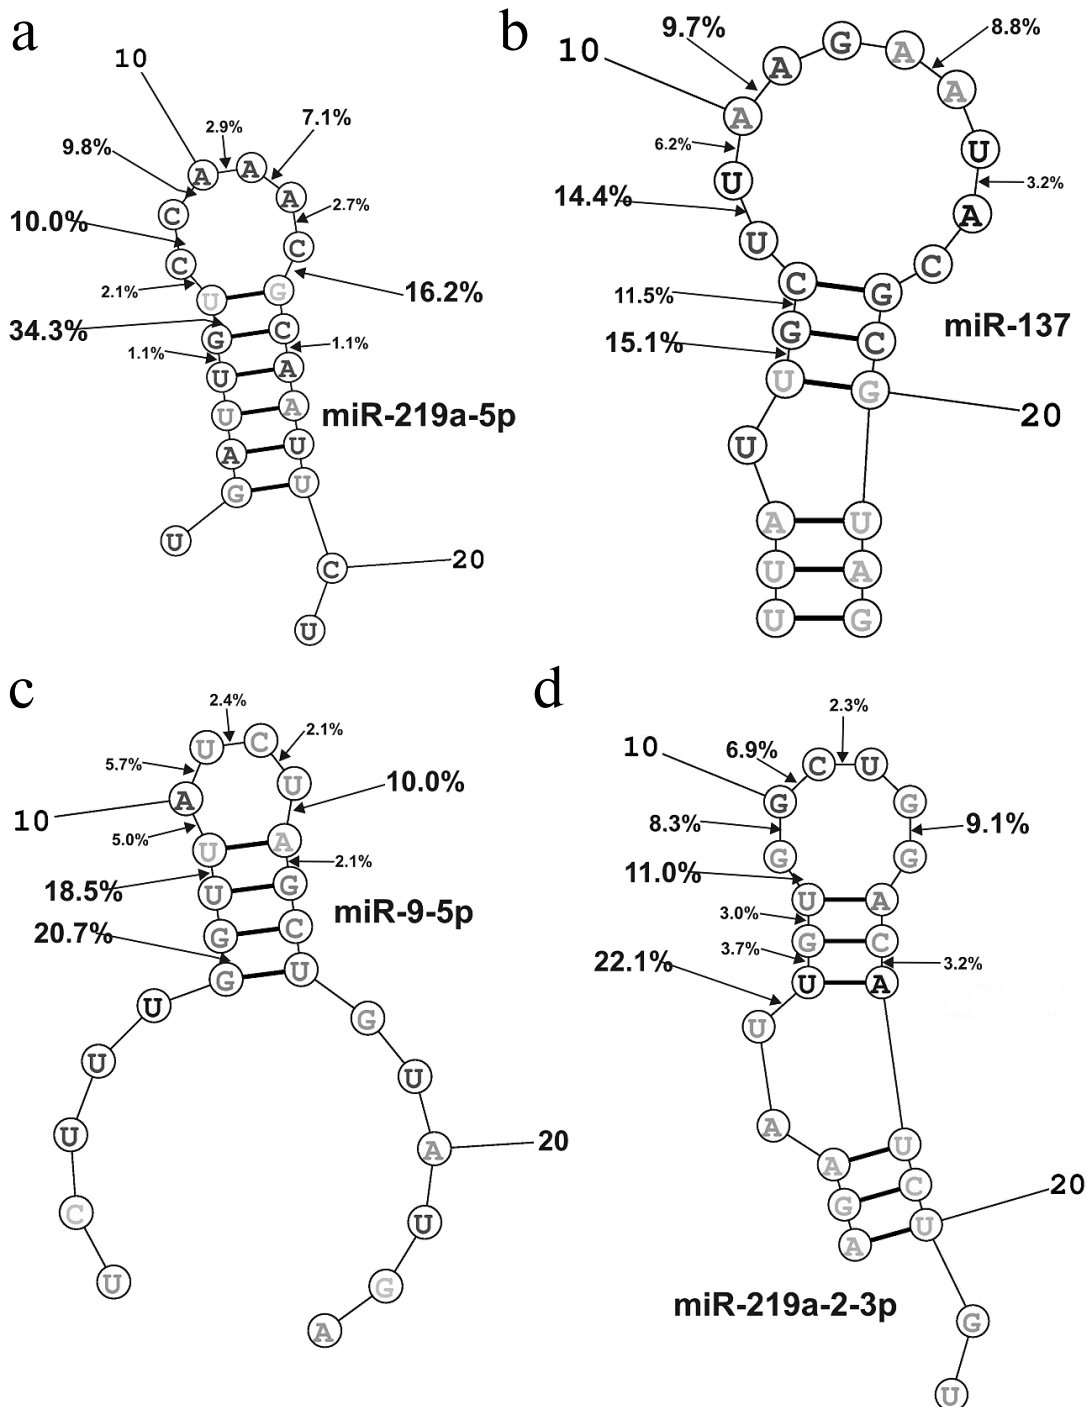 a
10
2.9%
7.1%
9.8%
A A
A
C
2.7%
10.0%
C
C
2.1%
U G
16.2%
34.3%
G C
1.1%
1.1%
U A
U A
miR-219a-5p
A U
G U
U
C
20
U
b
9.7%
10
8.8%
G
A A
A A
6.2%
U
U
14.4%
3.2%
A
U
C
C G
11.5%
miR-137
G C
15.1%
U G
20
U
A U
U A
U G
c
2.4%
2.1%
U C
5.7%
U
10.0%
A
10
5.0%
U A
2.1%
18.5%
U G
miR-9-5p
G C
20.7%
G U
U
G
U
U
U
A
20
C
U
U
G
A
d
2.3%
10
6.9%
C U
G G
8.3%
9.1%
G G
11.0%
U A
3.0%
G C
3.7%
3.2%
22.1%
U A
U
A
A U
G C
20
A U
miR-219a-2-3p
G
U